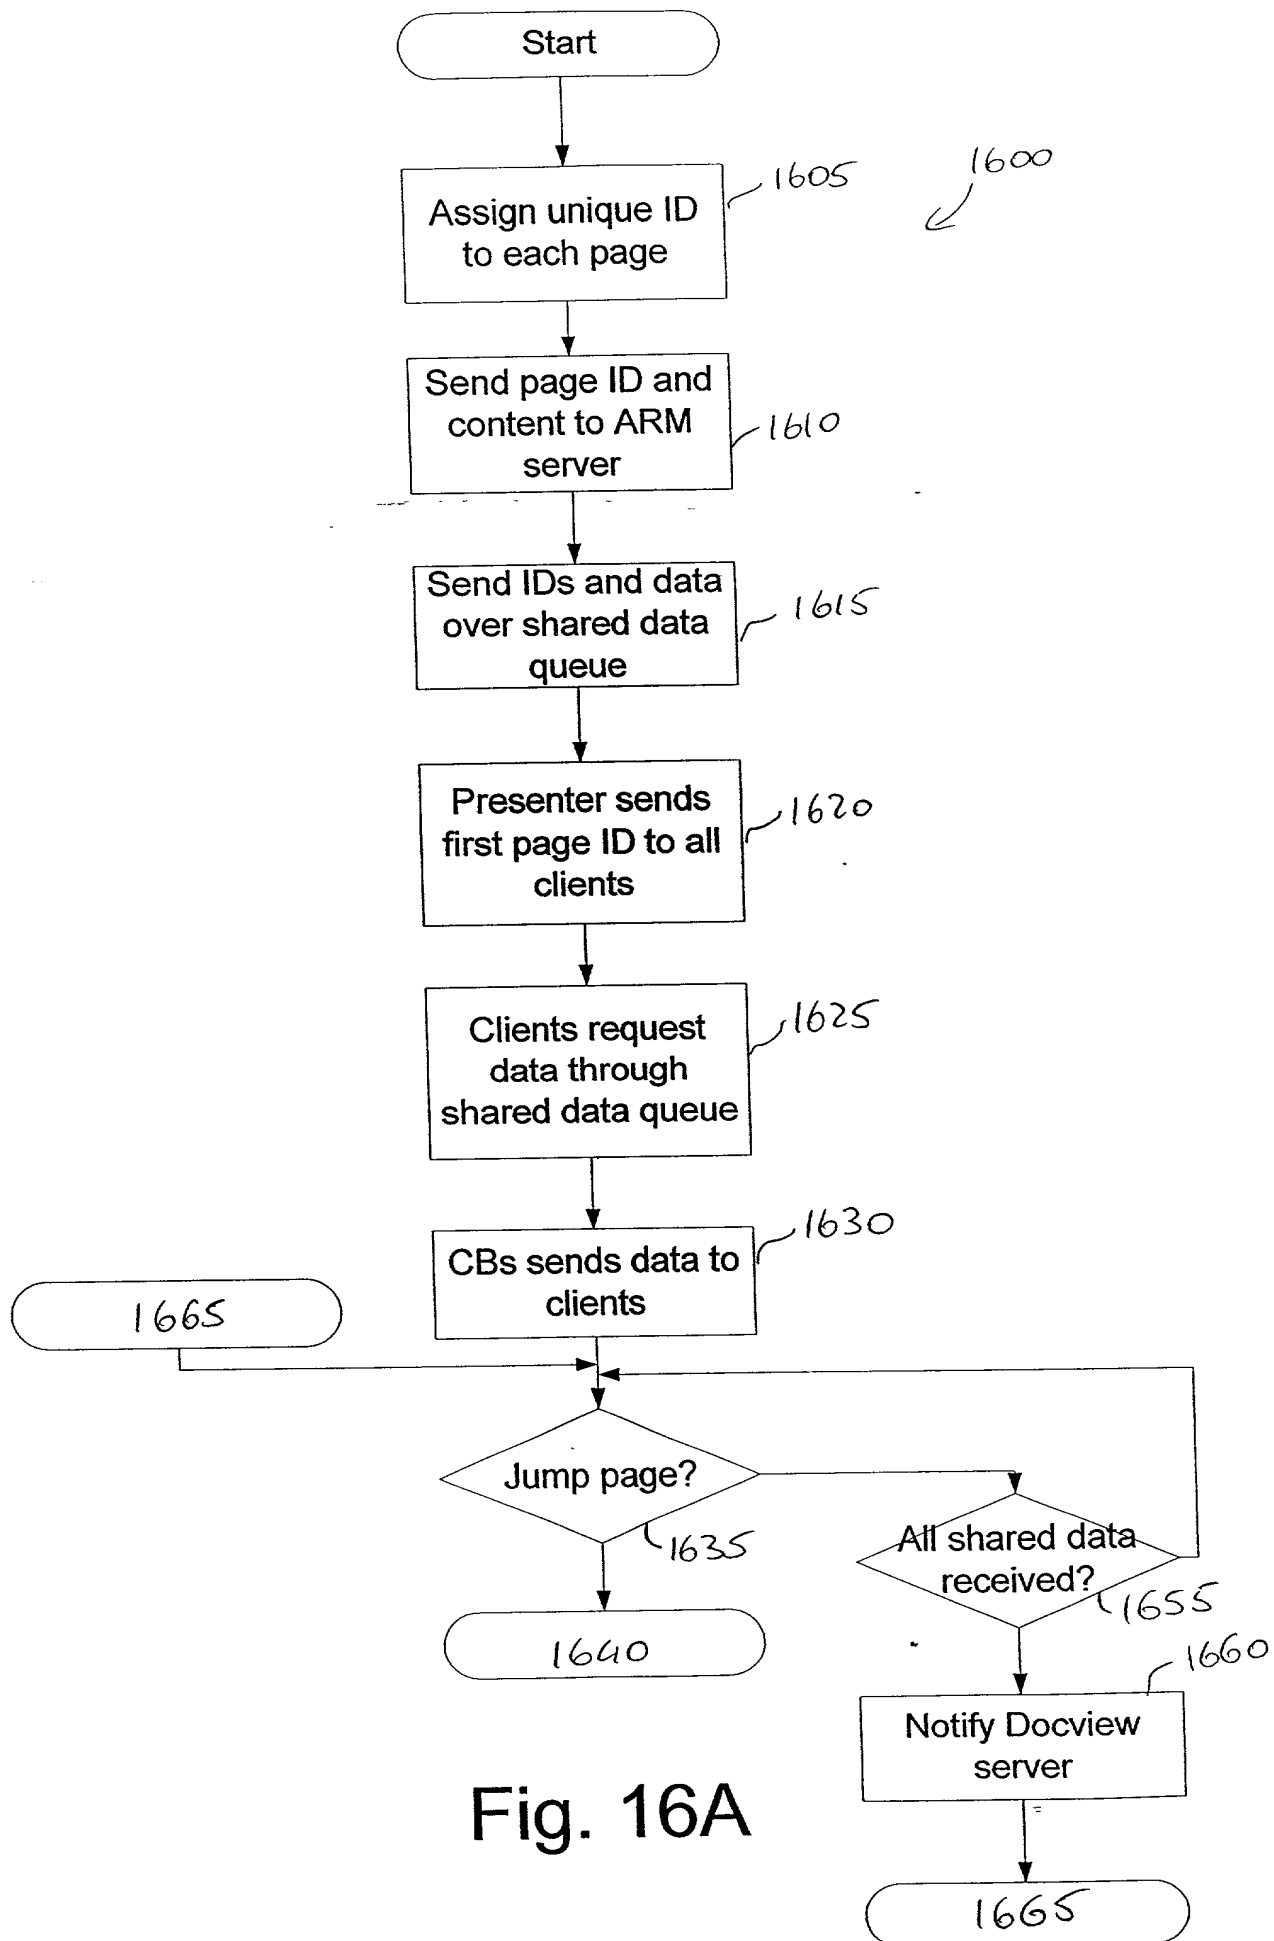 Start
1600
1605
Assign unique ID
to each page
Send page ID and
content to ARM
server
1610
Send IDs and data
over shared data
queue
1615
Presenter sends
first page ID to all
clients
1620
Clients request
data through
shared data queue
1625
CBs sends data to
clients
1630
1665
Jump page?
1635
All shared data
received?
1655
1640
1660
Notify Docview
server
Fig. 16A
1665